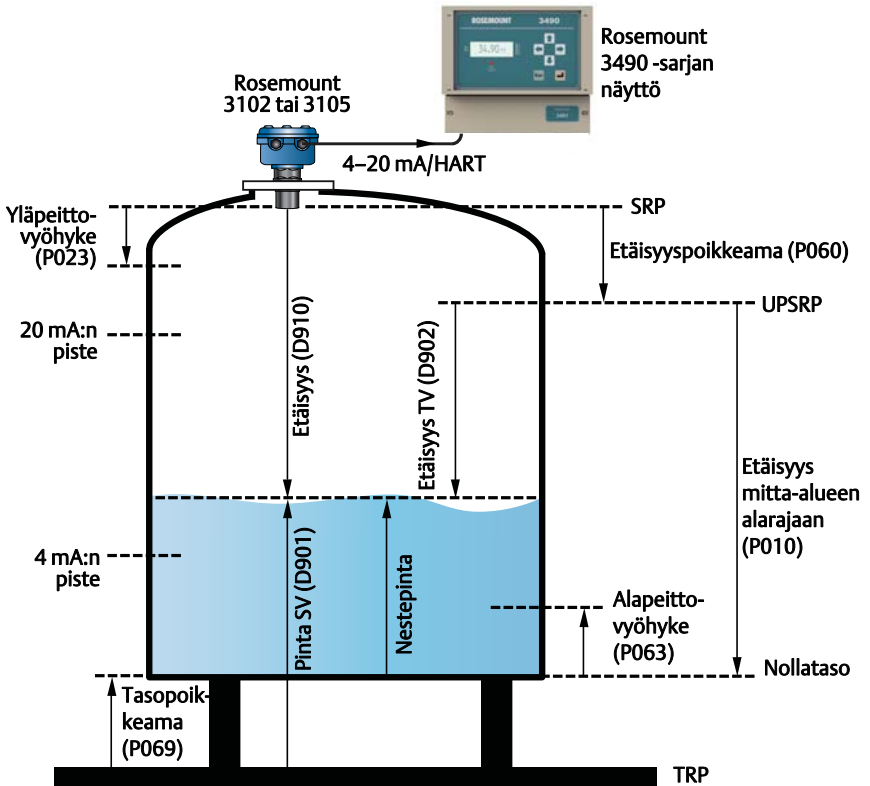 ROSEMOUNT 3490
34.90
Esc
Rosemount
3490 -sarjan
näyttö
Rosemount
3102 tai 3105
4–20 mA/HART
Yläpeitto-
vyöhyke
(P023)
SRP
Etäisyyspoikkeama (P060)
UPSRP
20 mA:n
piste
Etäisyys (D910)
Etäisyys TV (D902)
Etäisyys
mitta-alueen
alarajaan
(P010)
4 mA:n
piste
Pinta SV (D901)
Nestepinta
Alapeitto-
vyöhyke
(P063)
Nollataso
Tasopoik-
keama
(P069)
TRP